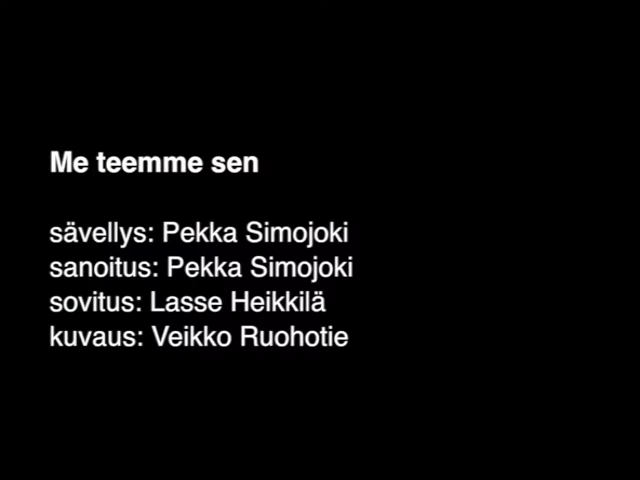 Me teemme sen
sävellys: Pekka Simojoki
sanoitus: Pekka Simojoki
sovitus: Lasse Heikkilä
kuvaus: Veikko Ruohotie